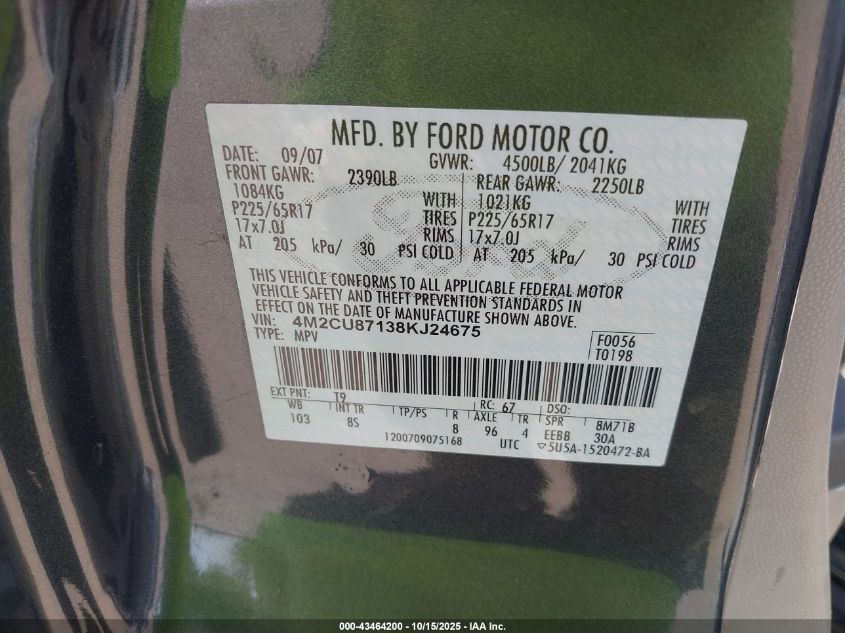 MFD. BY FORD MOTOR CO.
DATE: 09/07 GVWR: 4500LB/ 2041KG
FRONT GAWR: 2390LB REAR GAWR: 2250LB
1084KG WITH 1021KG WITH
P225/65R17 TIRES P225/65R17 TIRES
17x7.0J RIMS 17x7.0J RIMS
AT 205 kPa/ 30 PSI COLD AT 205 kPa/ 30 PSI COLD
THIS VEHICLE CONFORMS TO ALL APPLICABLE FEDERAL MOTOR
VEHICLE SAFETY AND THEFT PREVENTION STANDARDS IN
EFFECT ON THE DATE OF MANUFACTURE SHOWN ABOVE.
VIN: 4M2CU87138KJ24675
TYPE: MPV
F0056
T0198
EXT PNT: T9 RC: 67 DSO:
WB INT TR TP/PS R AXLE TR SPR 8M71B
103 8S 8 96 4 EEBB 30A
1200709075168 UTC ▽5U5A-1520472-BA
Ford
000-43464200 - 10/15/2025 - IAA Inc.